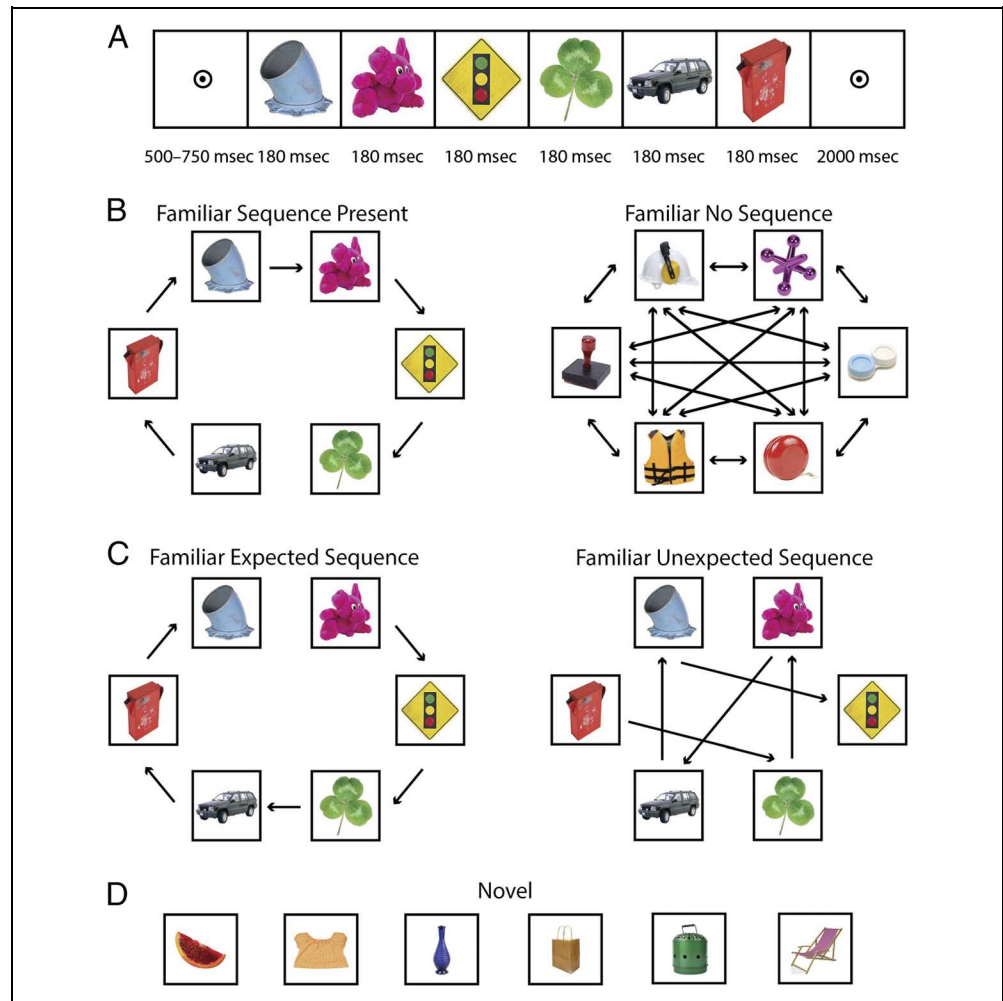 A
500–750 msec 180 msec 180 msec 180 msec 180 msec 180 msec 180 msec 2000 msec
B
Familiar Sequence Present Familiar No Sequence
C
Familiar Expected Sequence Familiar Unexpected Sequence
D
Novel